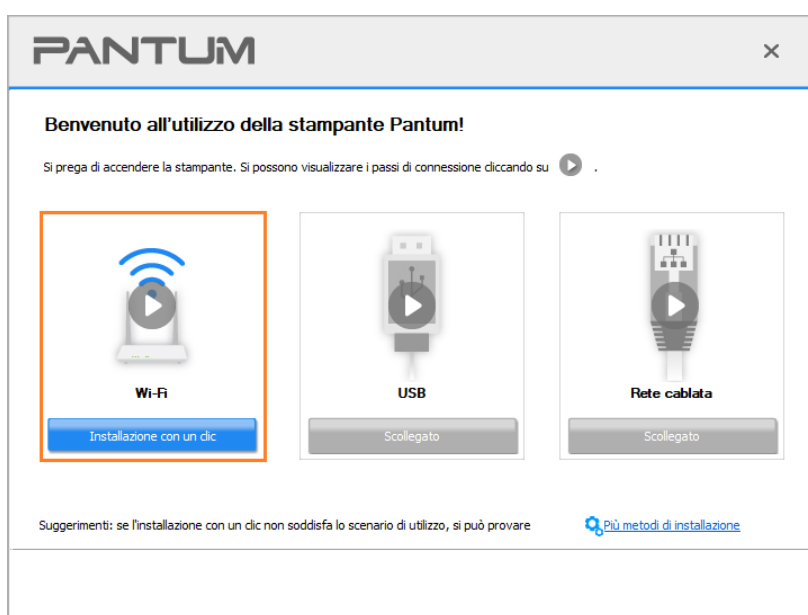 PANTUM
Benvenuto all'utilizzo della stampante Pantum!
Si prega di accendere la stampante. Si possono visualizzare i passi di connessione cliccando su .
Wi-Fi
USB
Rete cablata
Installazione con un clic
Scollegato
Scollegato
Suggerimenti: se l'installazione con un clic non soddisfa lo scenario di utilizzo, si può provare
Più metodi di installazione